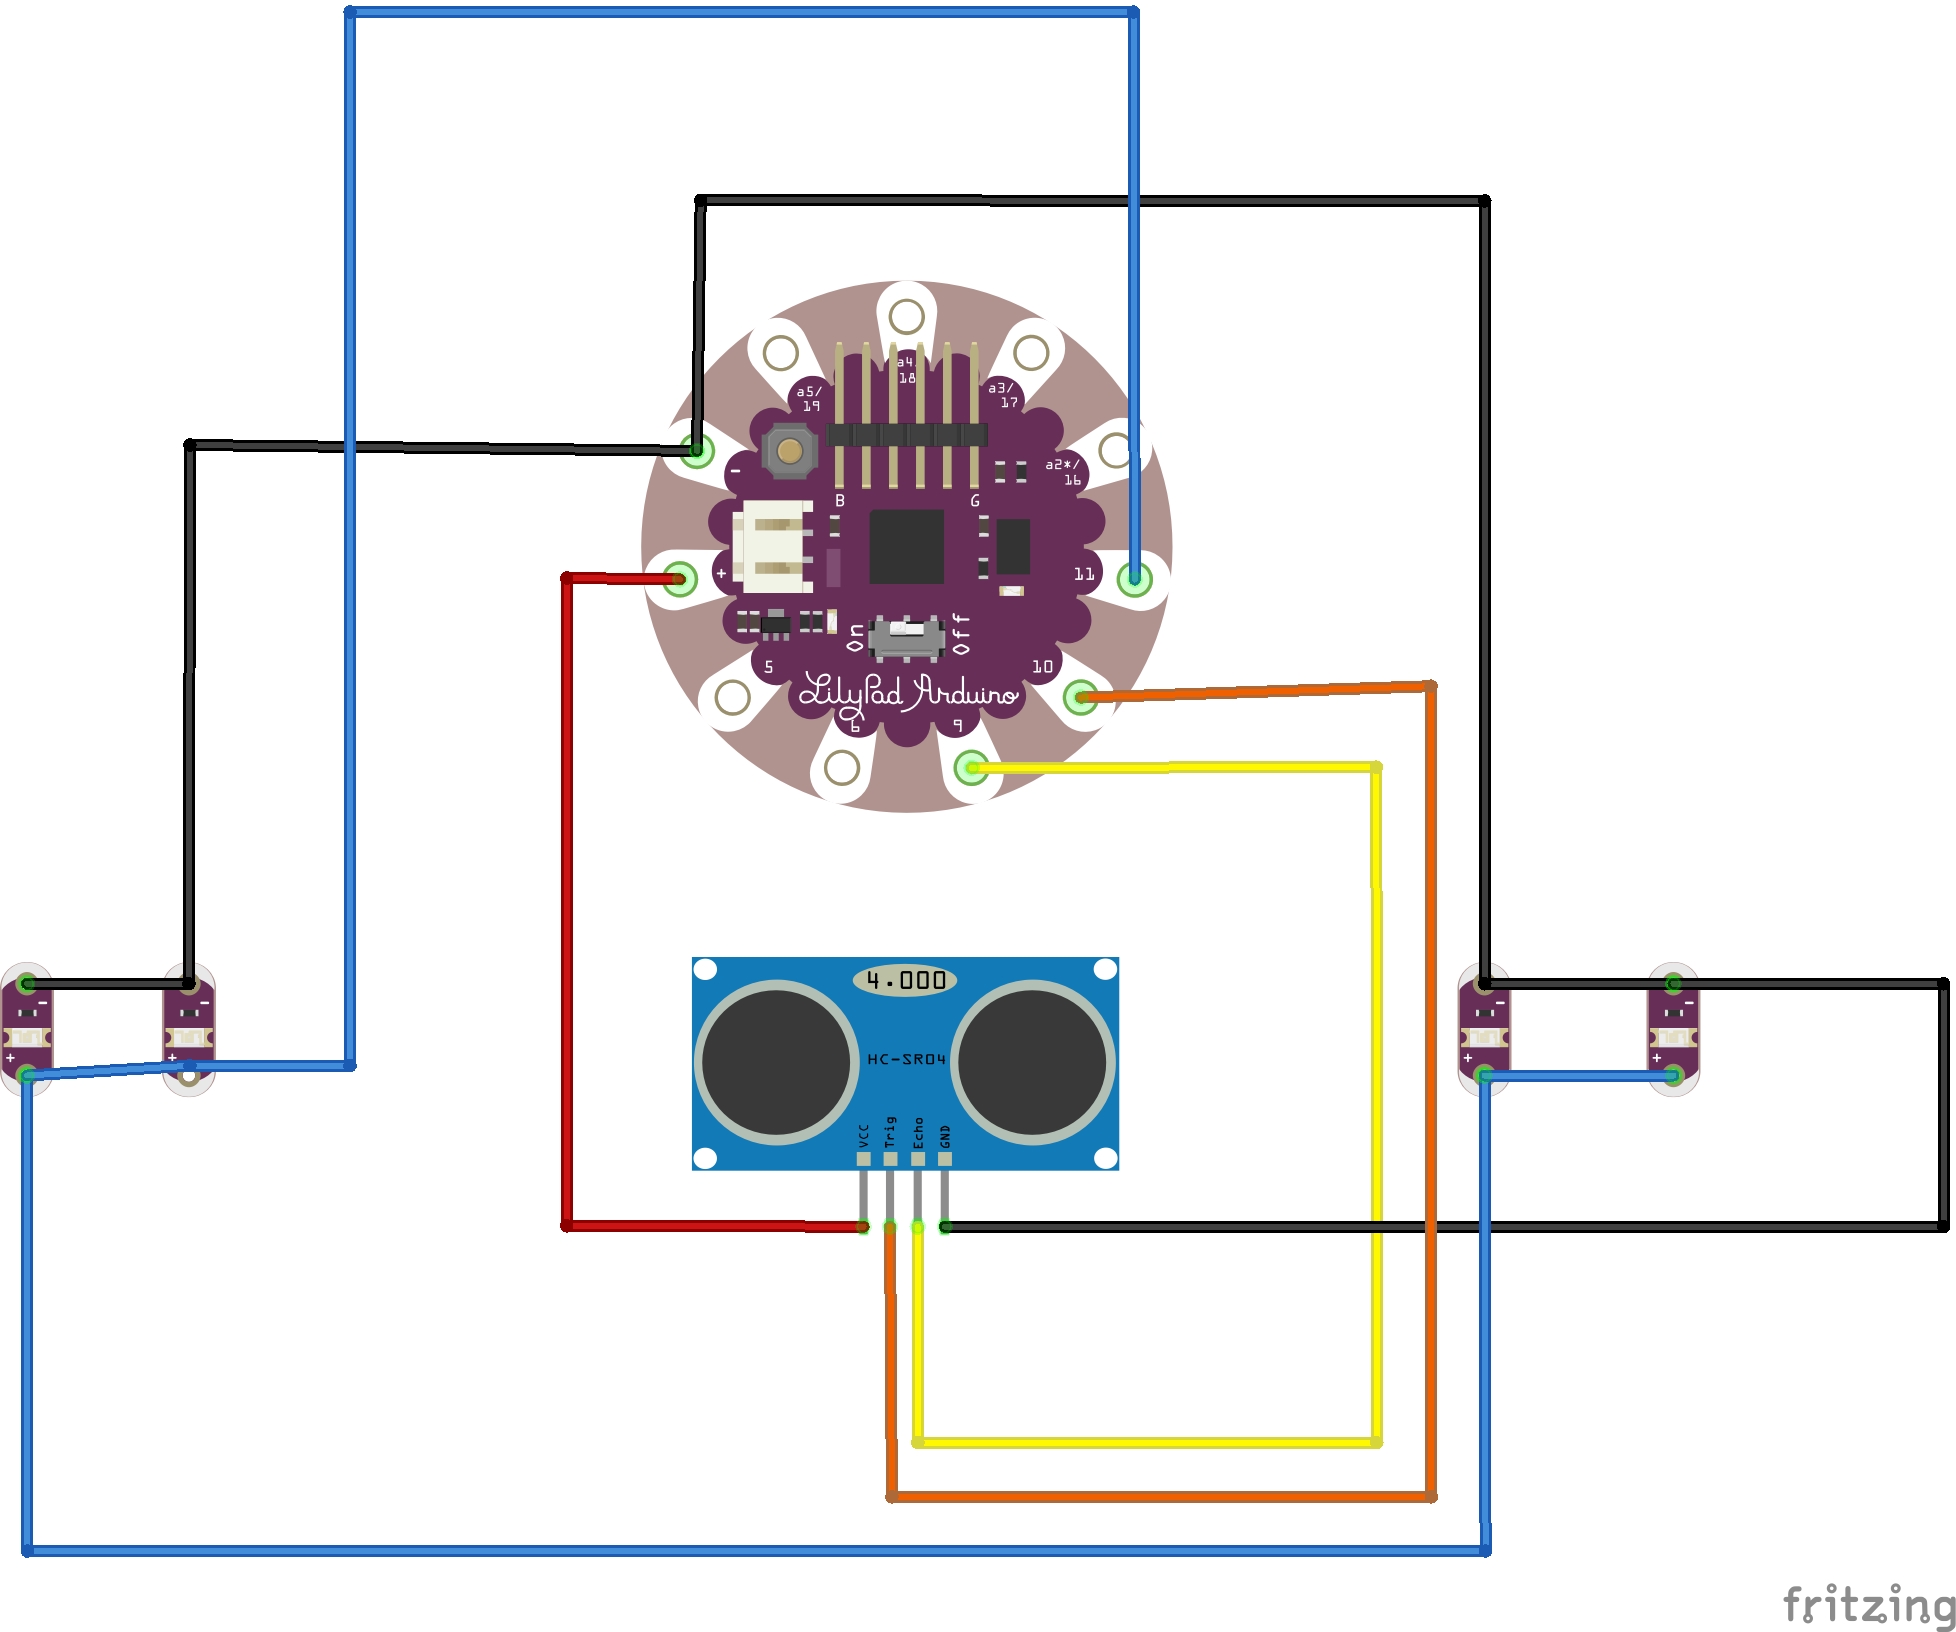 a4
18
a5/
19
a3/
17
a2*/
16
-
B
G
+
11
On
Off
5
10
LilyPad Arduino
6
9
4.000
-
-
-
-
HC-SR04
+
+
+
+
VCC
Trig
Echo
GND
fritzing